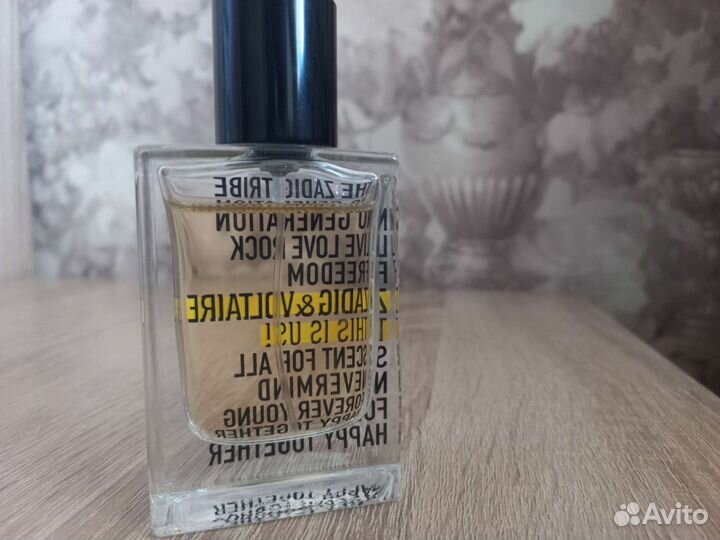 THE ZADIG TRIBE
NO GENERATION
LIVE LOVE ROCK
FREEDOM
ZADIG&VOLTAIRE
THIS IS US!
SCENT FOR ALL
NEVERMIND
FOREVER YOUNG
HAPPY TOGETHER
HAPPY TOGETHER
Avito